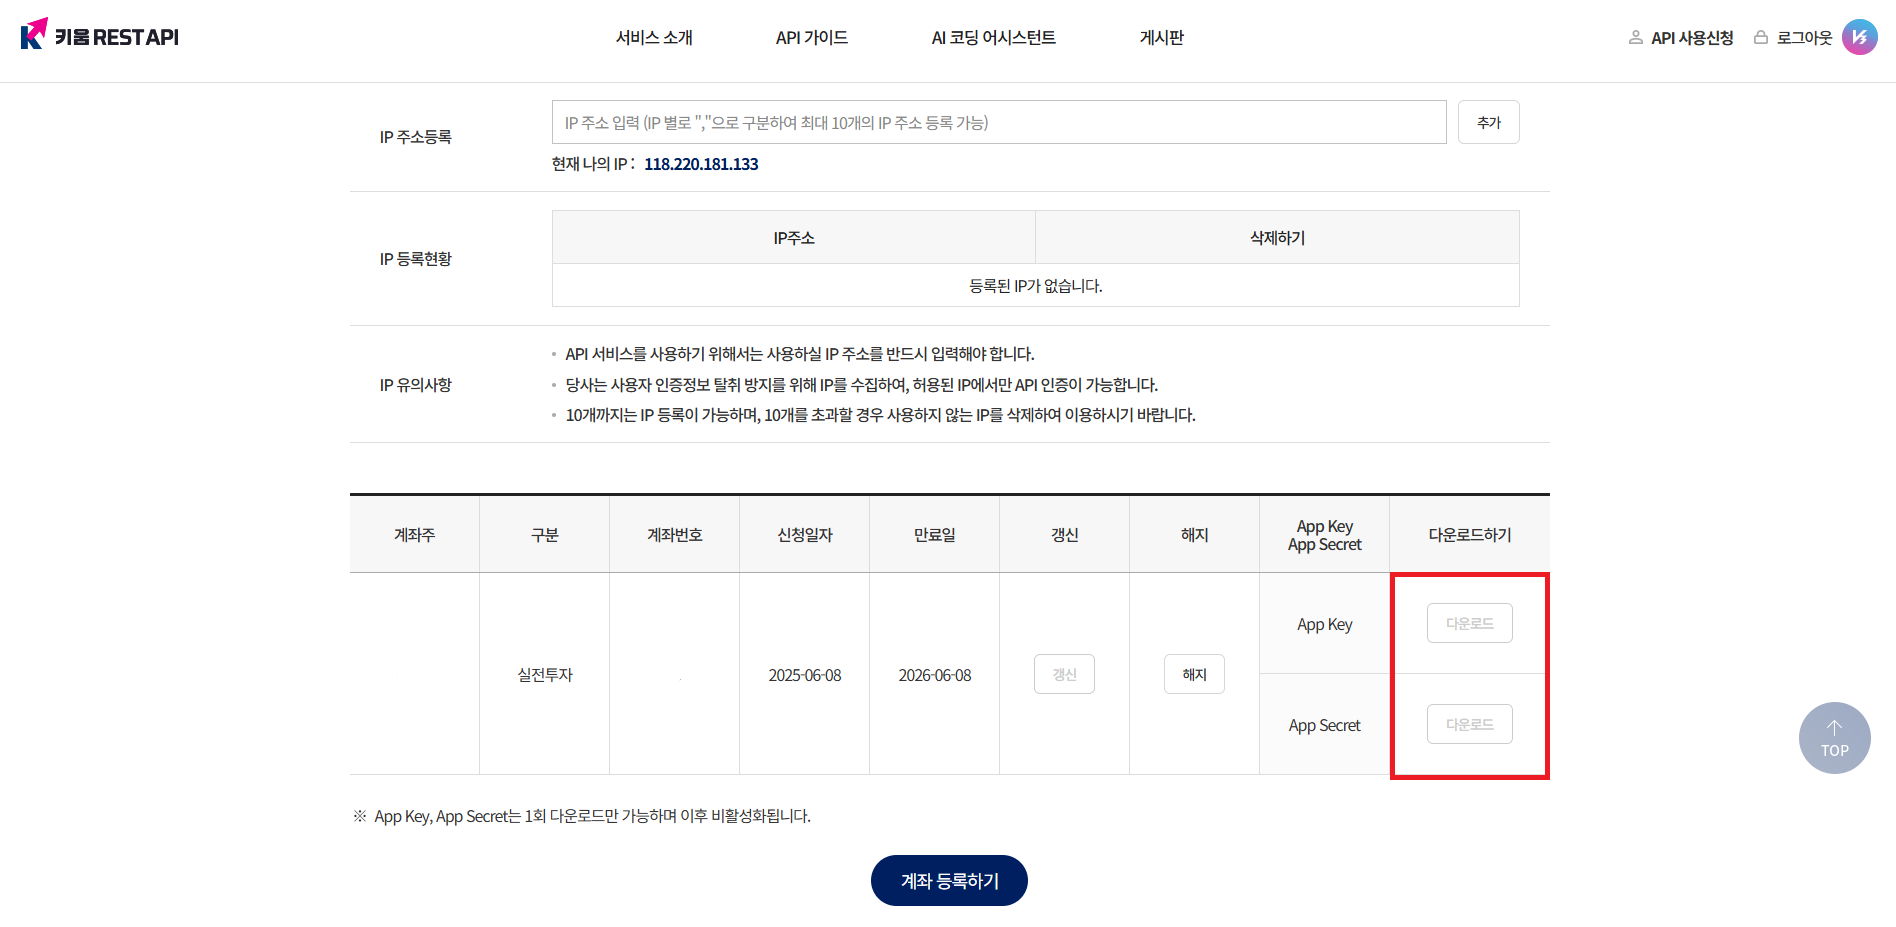 키움 REST API
서비스 소개
API 가이드
AI 코딩 어시스턴트
게시판
API 사용신청
로그아웃
IP 주소등록
IP 주소 입력 (IP 별로 ","으로 구분하여 최대 10개의 IP 주소 등록 가능)
추가
현재 나의 IP : 118.220.181.133
IP 등록현황
IP주소
삭제하기
등록된 IP가 없습니다.
IP 유의사항
API 서비스를 사용하기 위해서는 사용하실 IP 주소를 반드시 입력해야 합니다.
당사는 사용자 인증정보 탈취 방지를 위해 IP를 수집하여, 허용된 IP에서만 API 인증이 가능합니다.
10개까지는 IP 등록이 가능하며, 10개를 초과할 경우 사용하지 않는 IP를 삭제하여 이용하시기 바랍니다.
계좌주
구분
계좌번호
신청일자
만료일
갱신
해지
App Key
App Secret
다운로드하기
실전투자
2025-06-08
2026-06-08
갱신
해지
App Key
다운로드
App Secret
다운로드
TOP
※ App Key, App Secret는 1회 다운로드만 가능하며 이후 비활성화됩니다.
계좌 등록하기